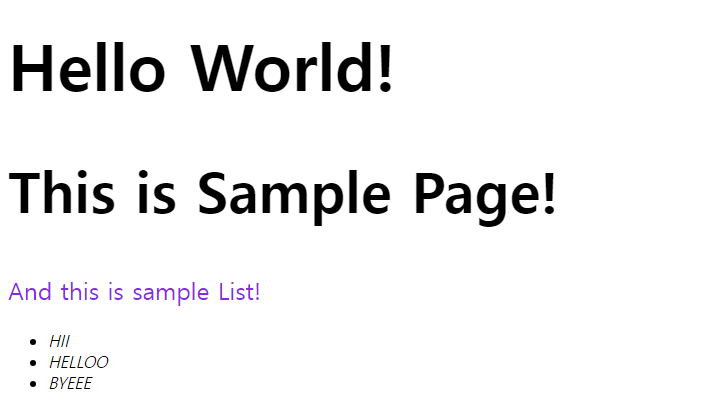 Hello World!
This is Sample Page!
And this is sample List!
HII
HELLOO
BYEEE